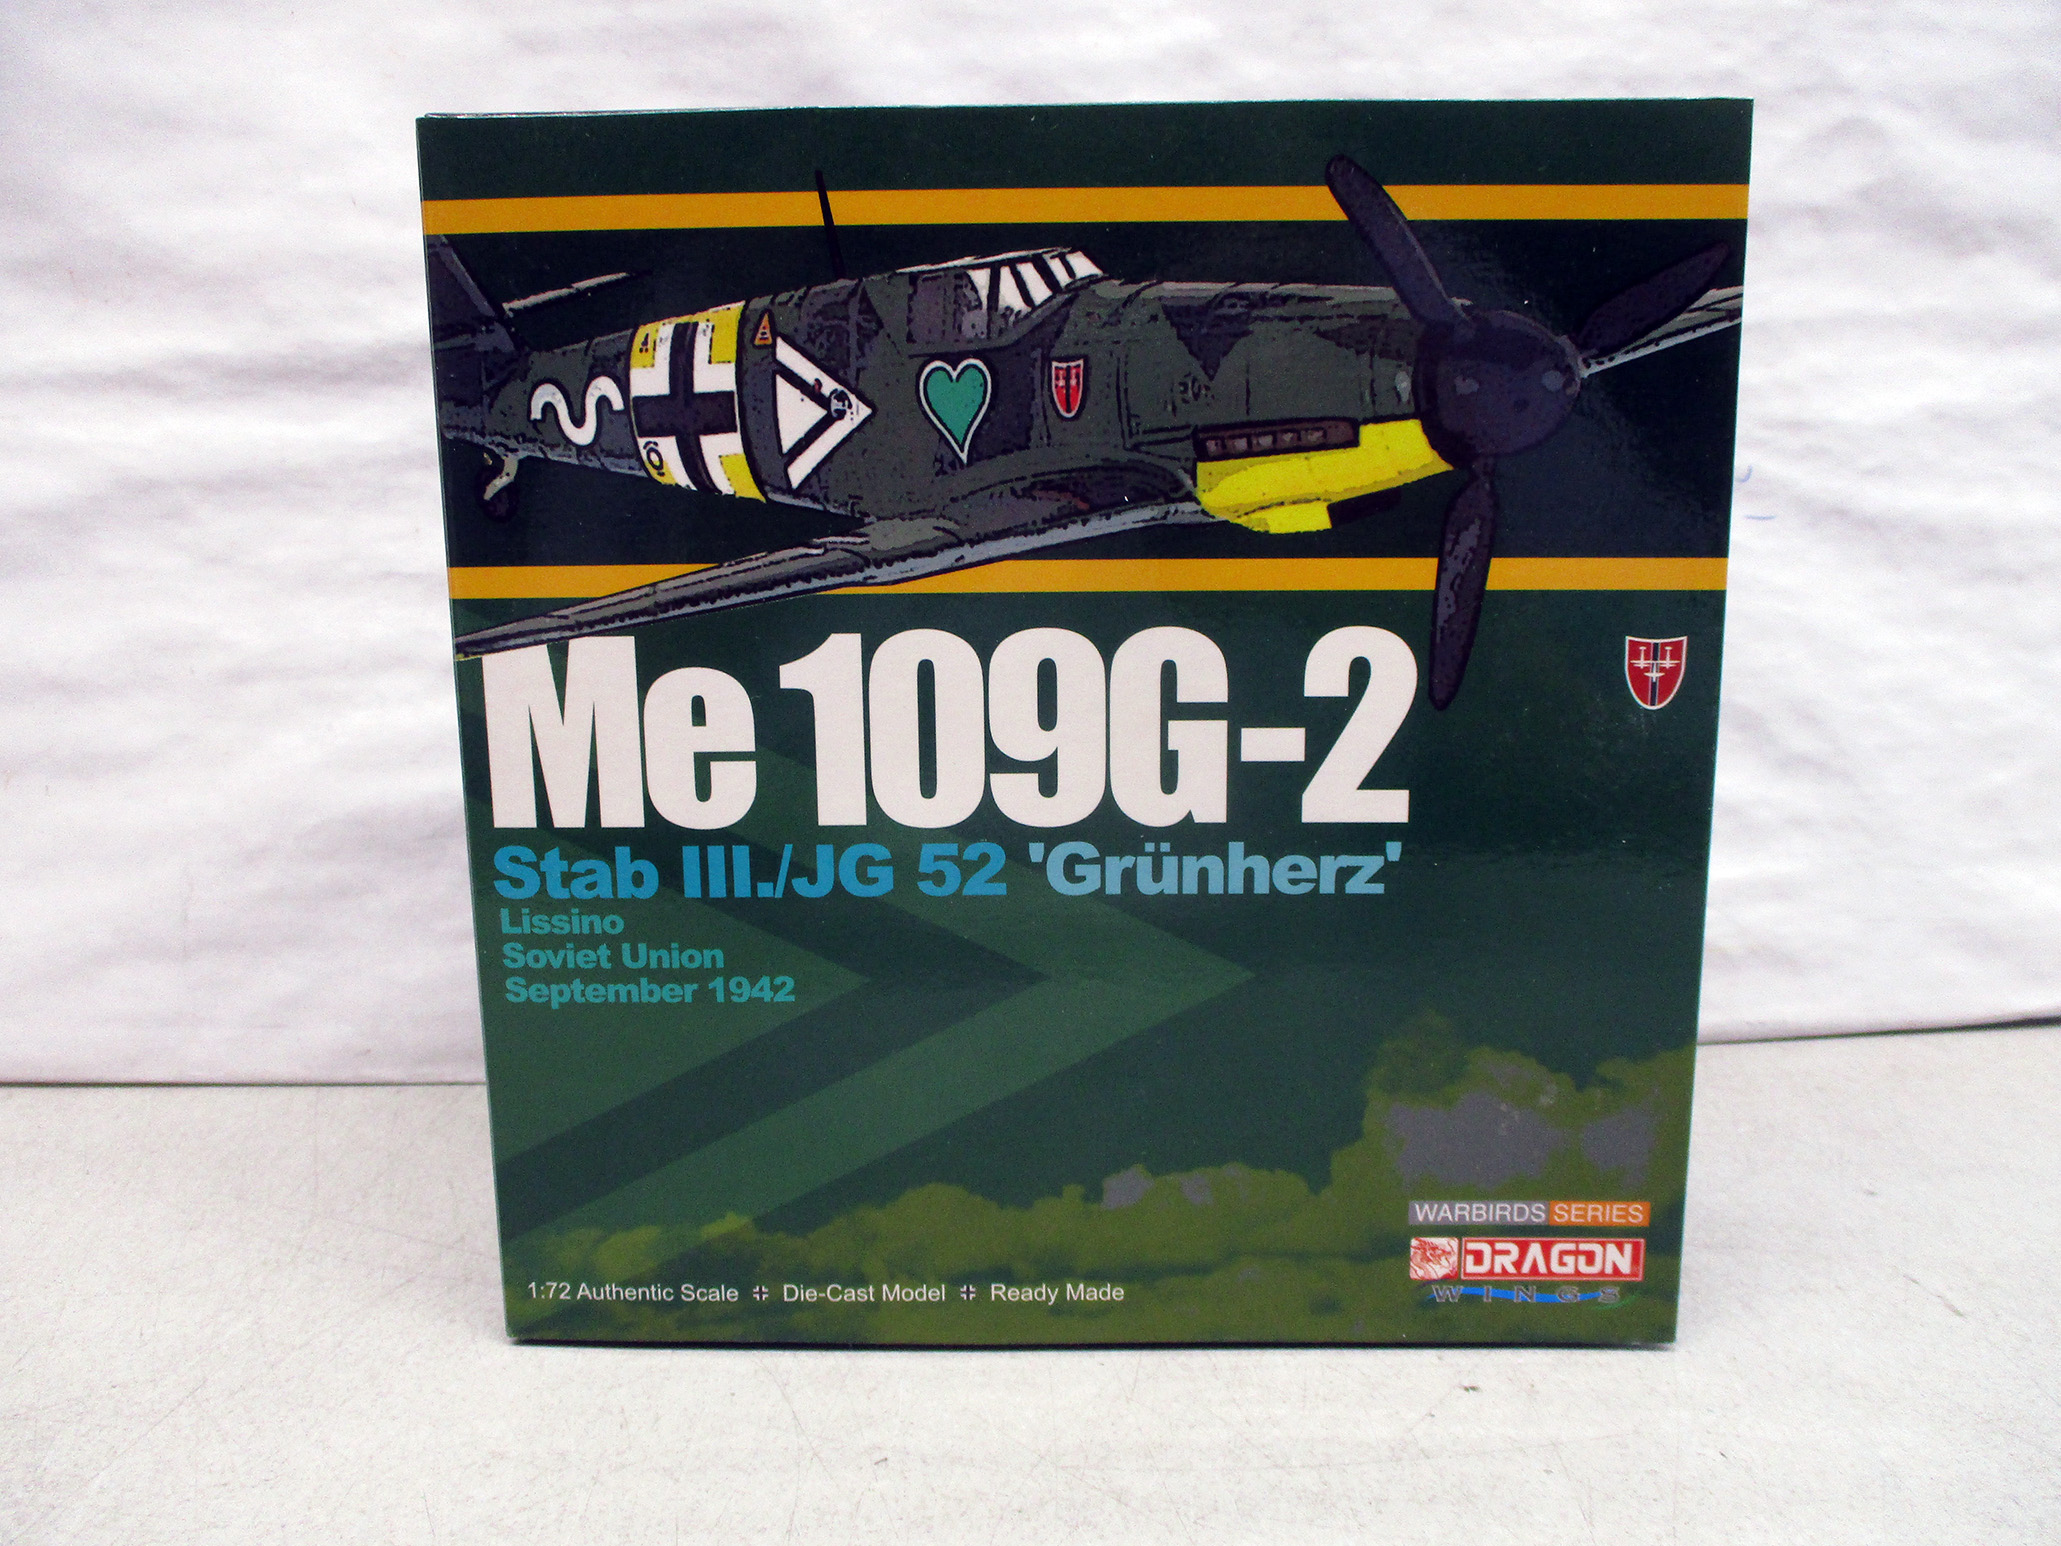 Me 109G-2
Stab III./JG 52 'Grünherz'
Lissino
Soviet Union
September 1942
WARBIRDS SERIES
DRAGON
WINGS
1:72 Authentic Scale Die-Cast Model Ready Made